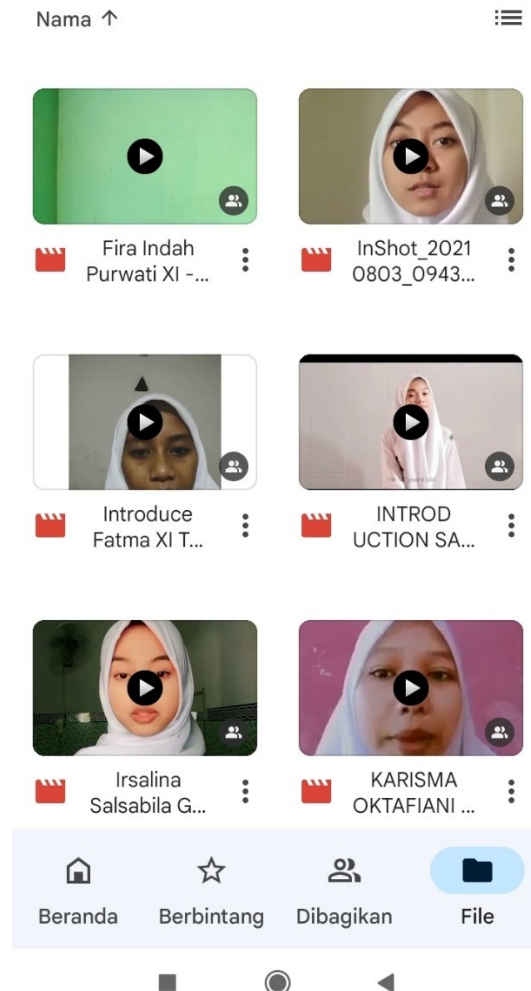 Nama ↑
Fira Indah
Purwati XI -...
InShot_2021
0803_0943...
Introduce
Fatma XI T...
INTROD
UCTION SA...
Irsalina
Salsabila G...
KARISMA
OKTAFIANI ...
Beranda
Berbintang
Dibagikan
File